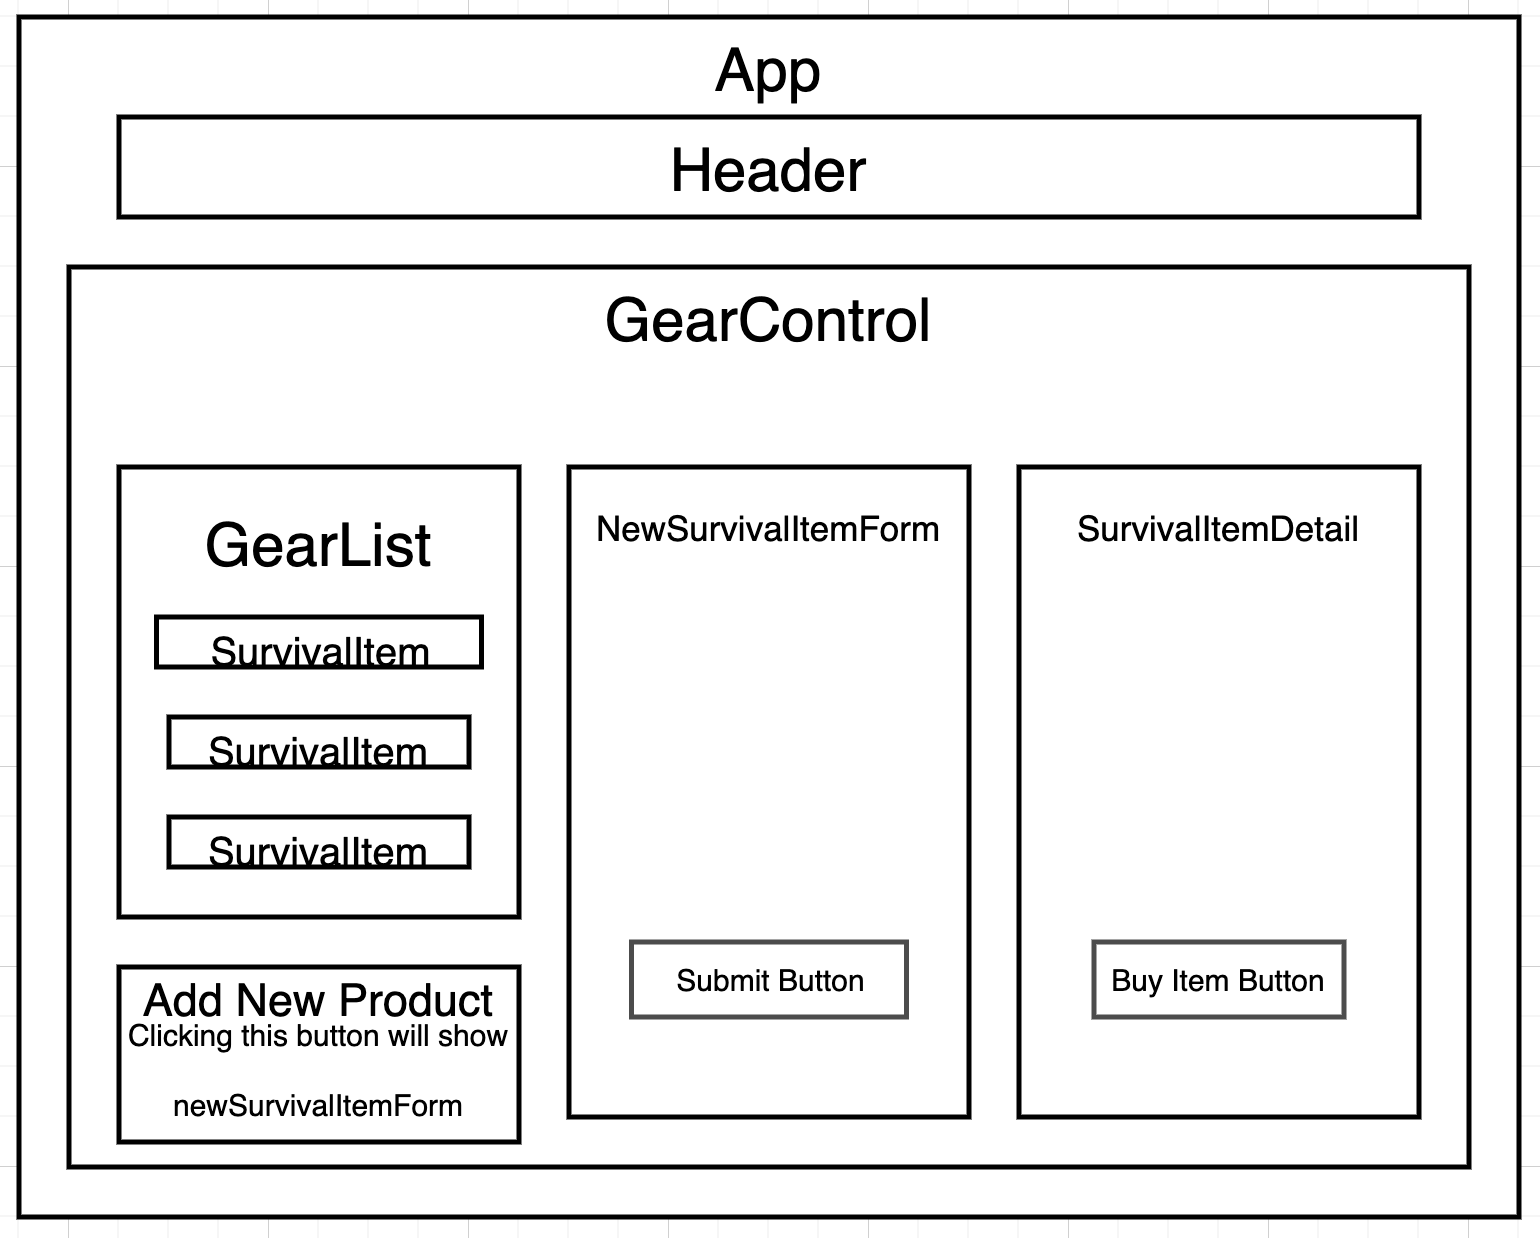 App
Header
GearControl
GearList
SurvivalItem
SurvivalItem
SurvivalItem
Add New Product
Clicking this button will show
newSurvivalItemForm
NewSurvivalItemForm
Submit Button
SurvivalItemDetail
Buy Item Button